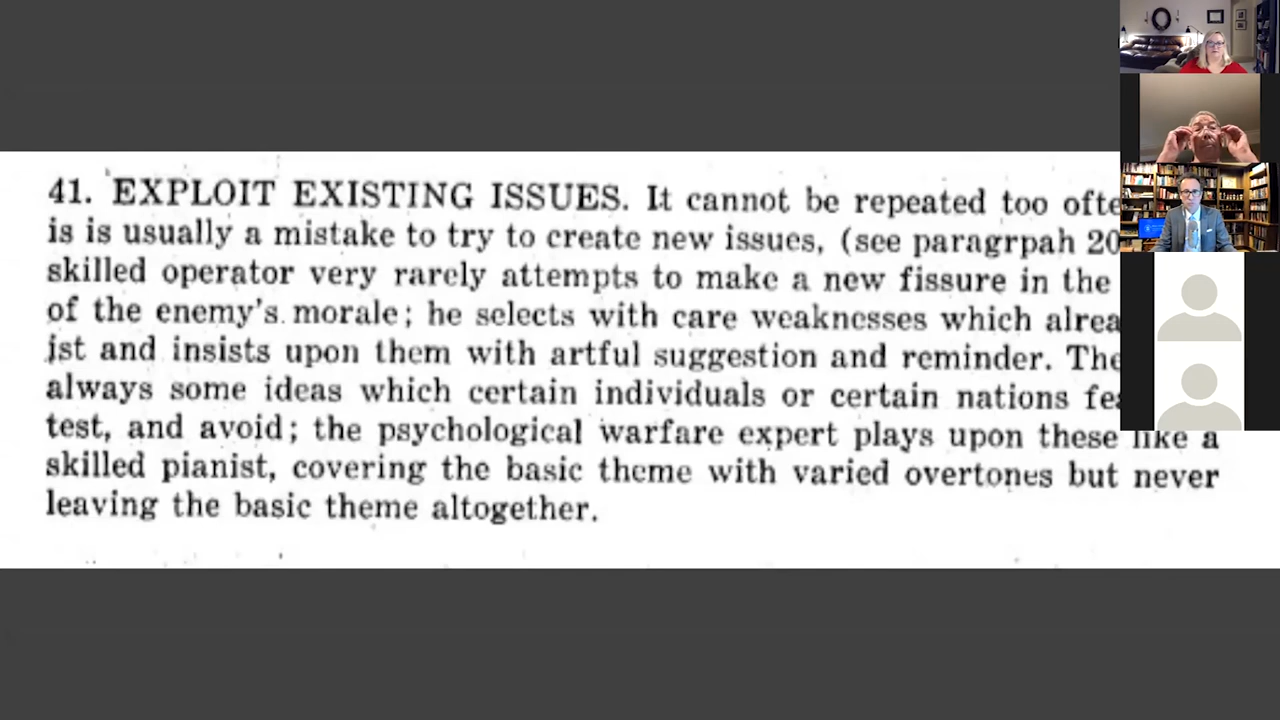 41. EXPLOIT EXISTING ISSUES. It cannot be repeated too ofte
is is usually a mistake to try to create new issues, (see paragrpah 20
skilled operator very rarely attempts to make a new fissure in the
of the enemy's morale; he selects with care weaknesses which alrea
ist and insists upon them with artful suggestion and reminder. The
always some ideas which certain individuals or certain nations fea
test, and avoid; the psychological warfare expert plays upon these like a
skilled pianist, covering the basic theme with varied overtones but never
leaving the basic theme altogether.